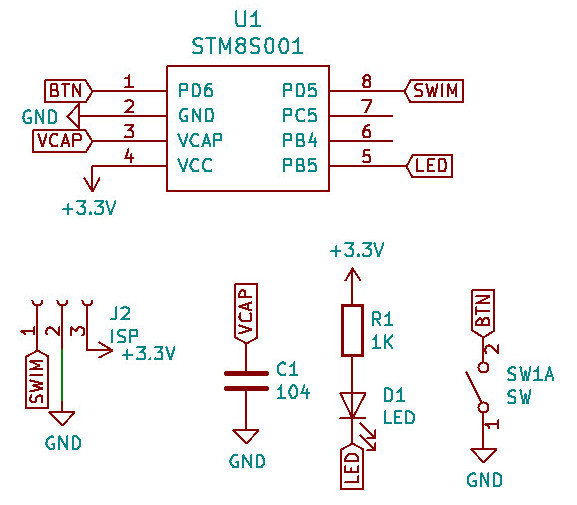 U1
STM8S001
BTN 1 PD6 PD5 8 SWIM
GND 2 GND PC5 7
VCAP 3 VCAP PB4 6
4 VCC PB5 5 LED
+3.3V
1 2 3 J2
ISP
+3.3V
SWIM
GND
VCAP
C1
104
GND
+3.3V
R1
1K
D1
LED
LED
BTN
2
SW1A
SW
1
GND